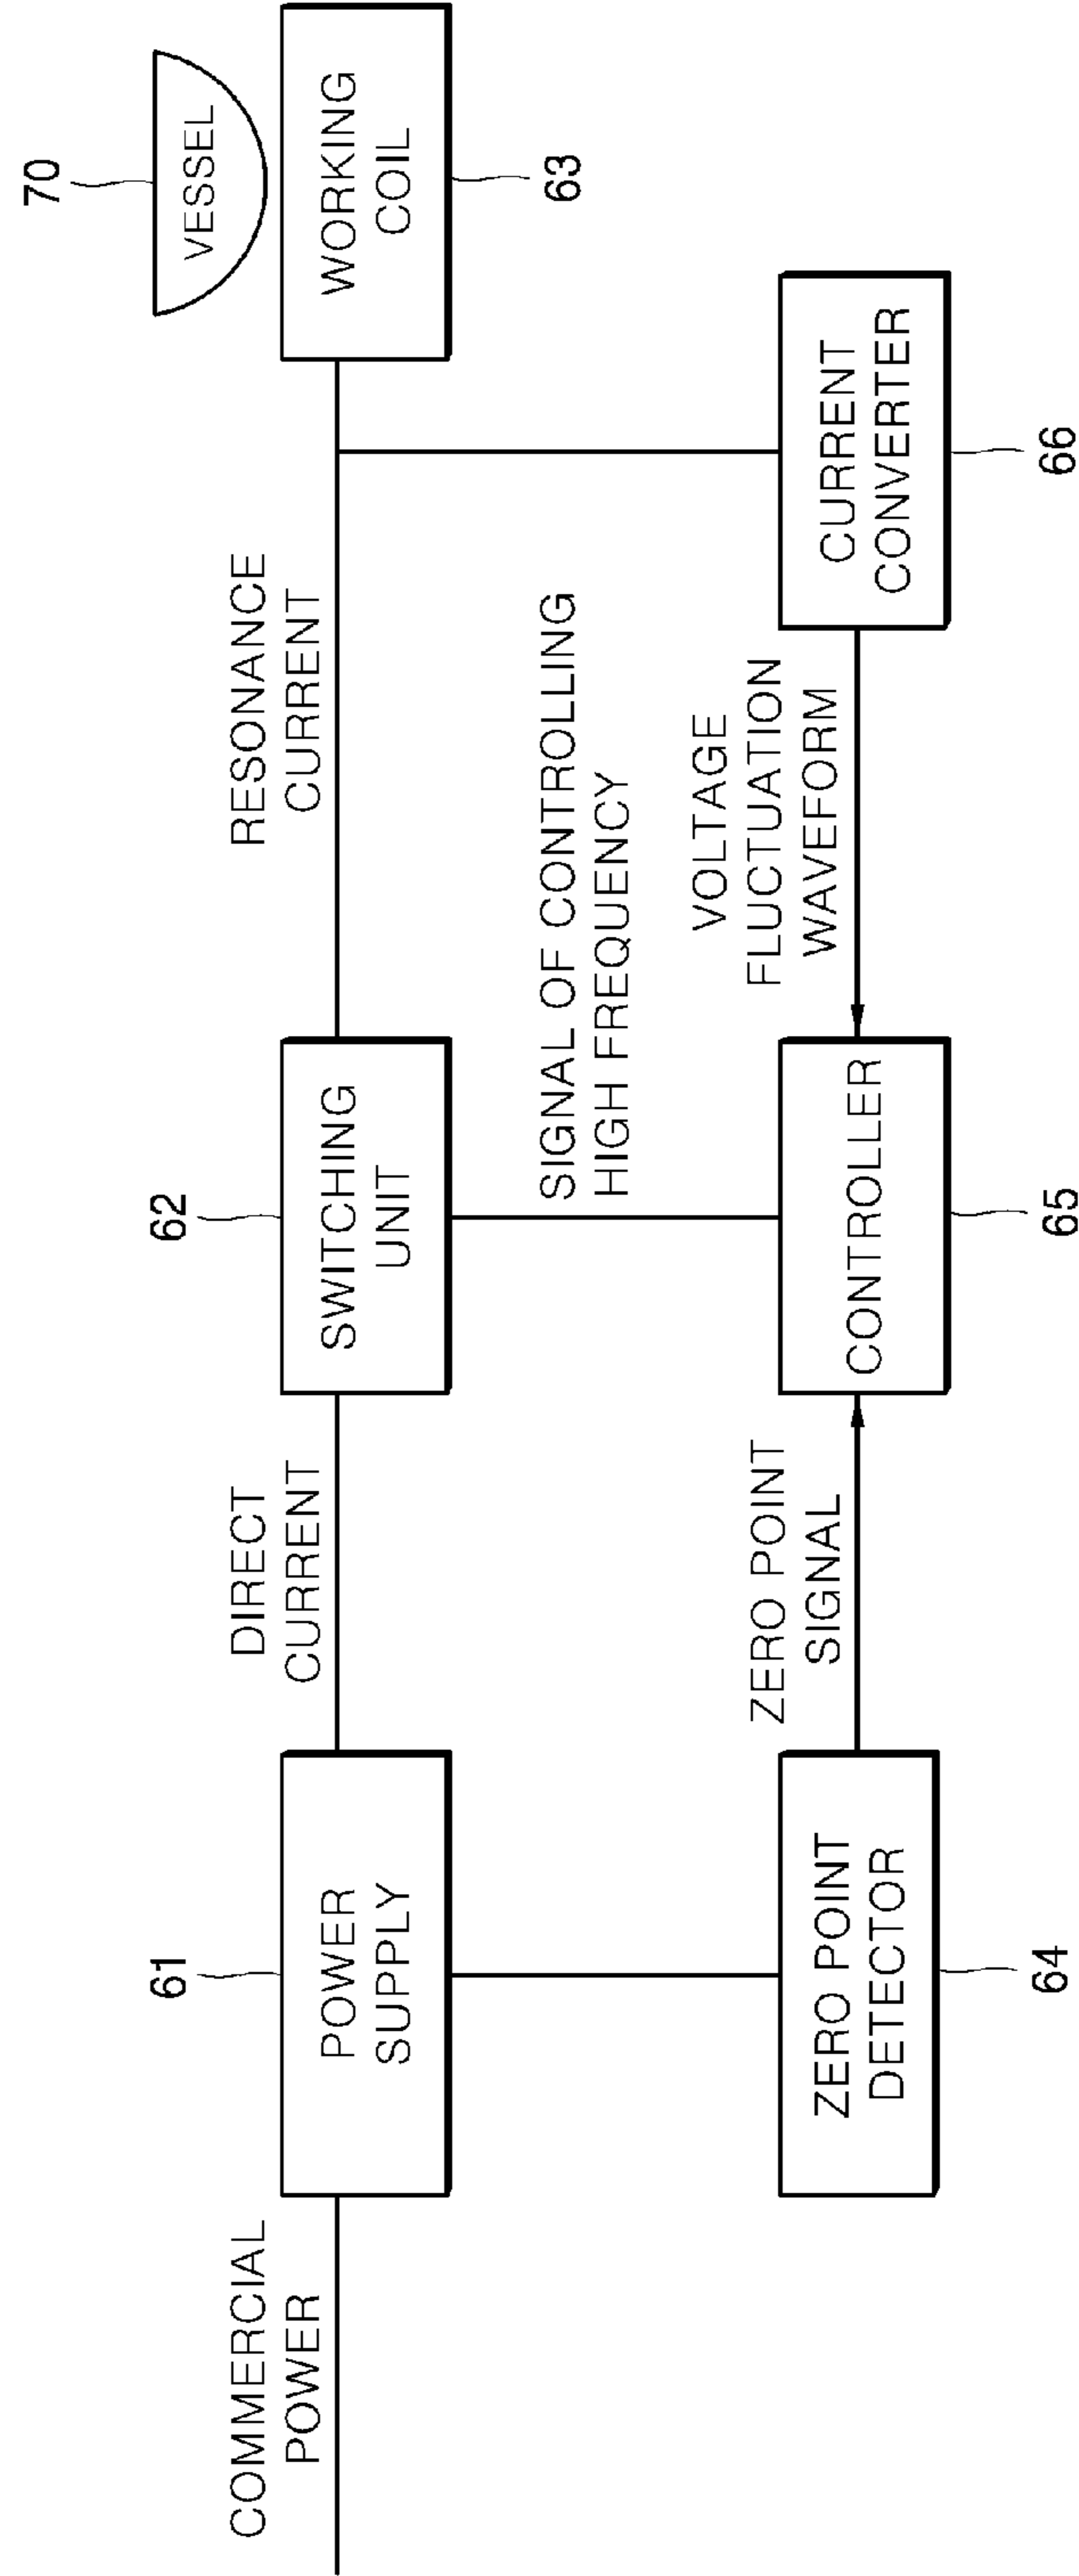 70
VESSEL
61
62
COMMERCIAL
POWER
DIRECT
CURRENT
RESONANCE
CURRENT
POWER
SUPPLY
SWITCHING
UNIT
WORKING
COIL
63
SIGNAL OF CONTROLLING
HIGH FREQUENCY
ZERO POINT
SIGNAL
VOLTAGE
FLUCTUATION
WAVEFORM
ZERO POINT
DETECTOR
CONTROLLER
CURRENT
CONVERTER
64
65
66